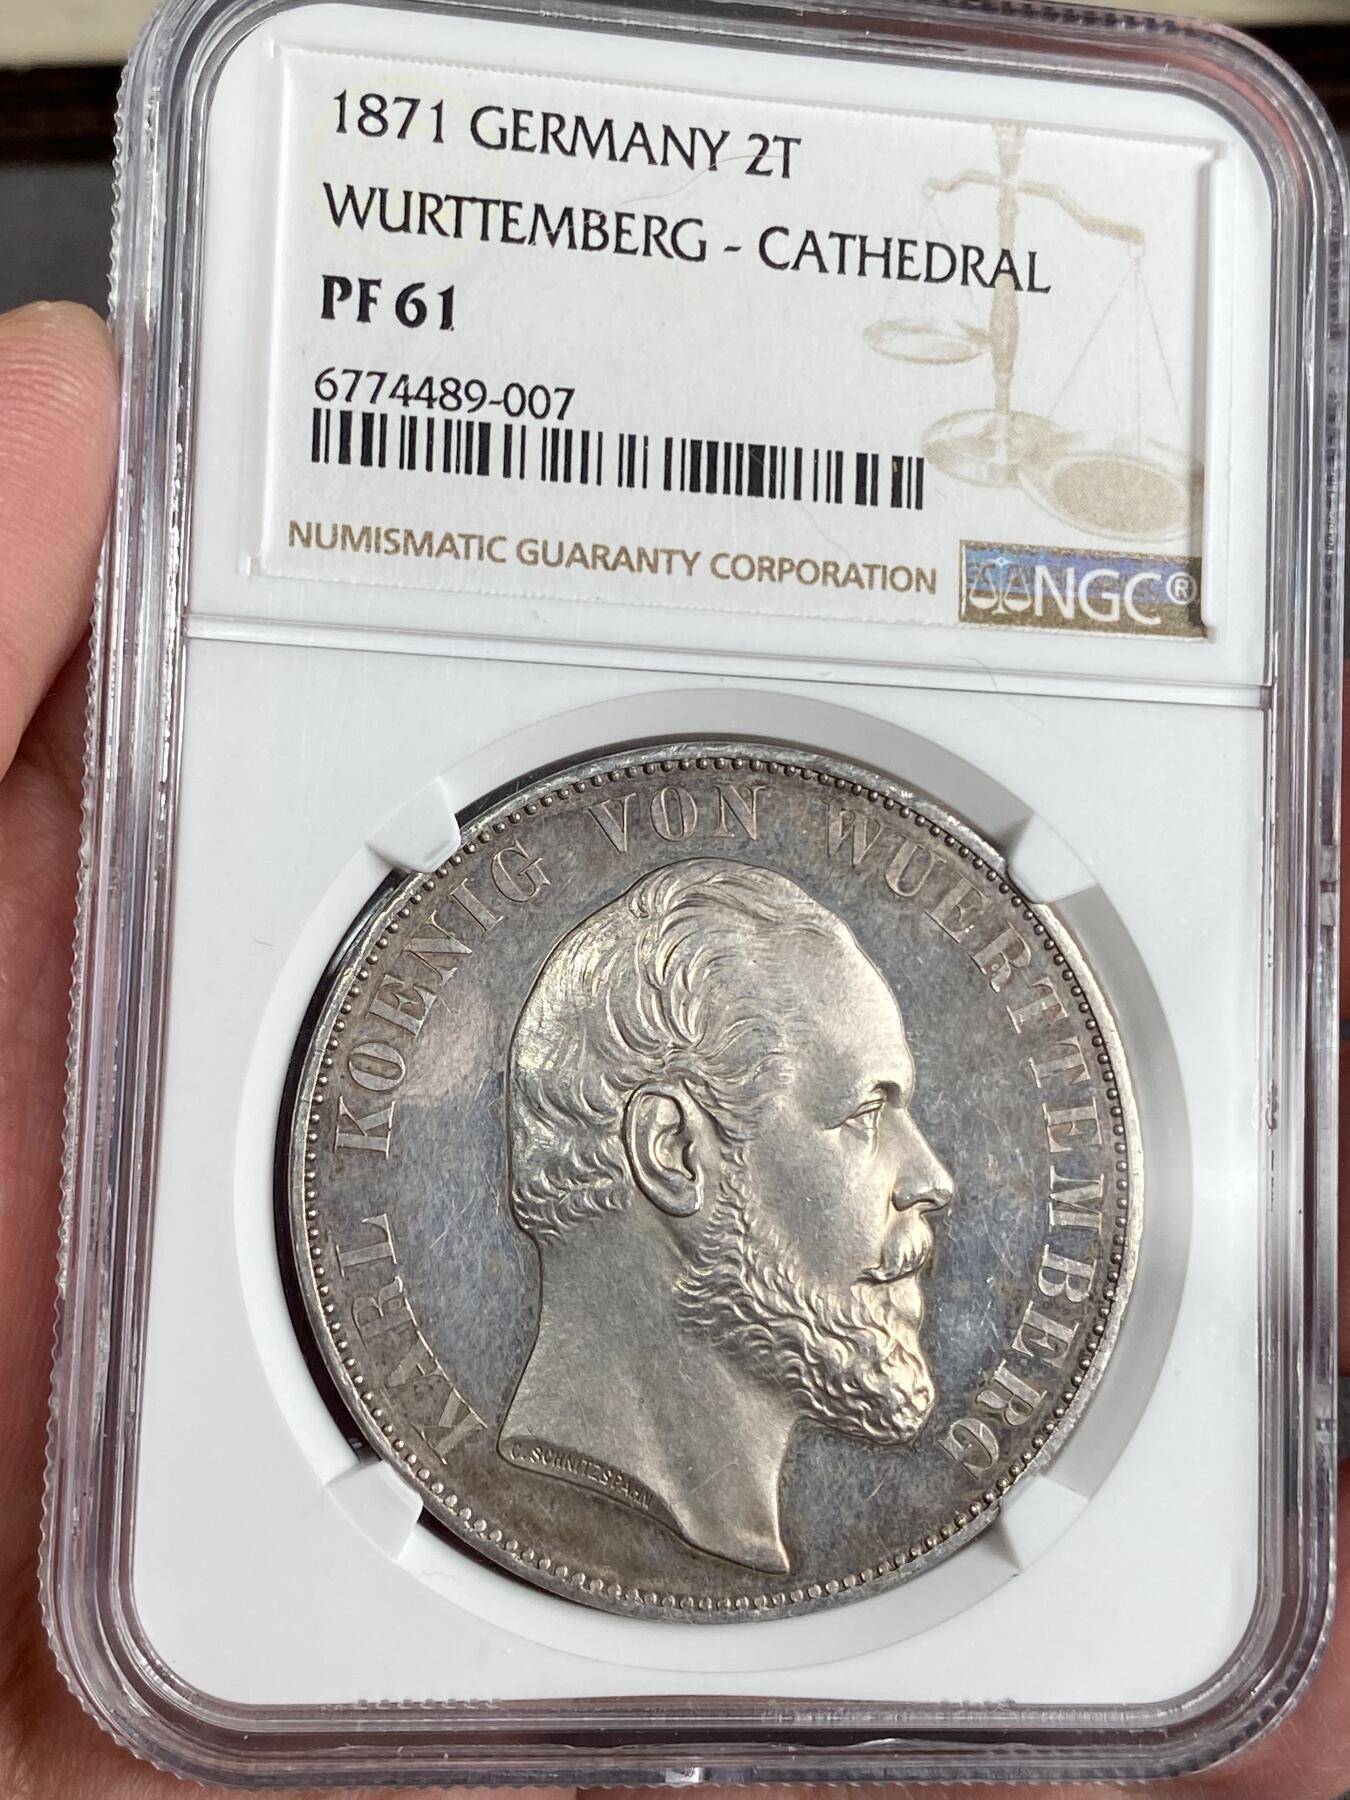 1871 GERMANY 2T
WURTTEMBERG - CATHEDRAL
PF 61
6774489-007
NUMISMATIC GUARANTY CORPORATION
NGC®
KARL KOENIG VON WUERTTEMBERG
C. SCHNITZSPAHN